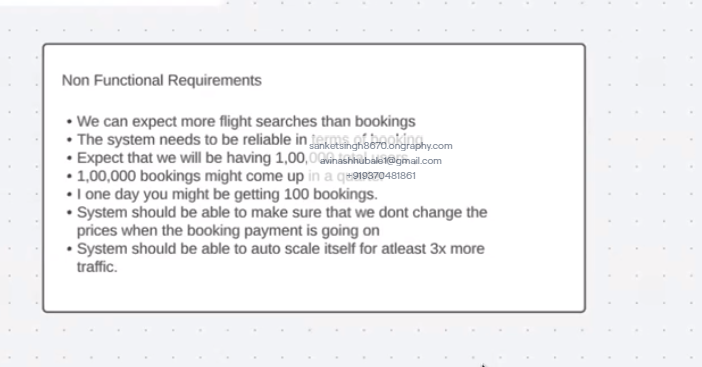 Non Functional Requirements
• We can expect more flight searches than bookings
• The system needs to be reliable in terms of booking
sanketsingh8670.ongraphy.com
• Expect that we will be having 1,00,000 total users
avinashhubale1@gmail.com
• 1,00,000 bookings might come up in a
+919370481861
• I one day you might be getting 100 bookings.
• System should be able to make sure that we dont change the
prices when the booking payment is going on
• System should be able to auto scale itself for atleast 3x more
traffic.